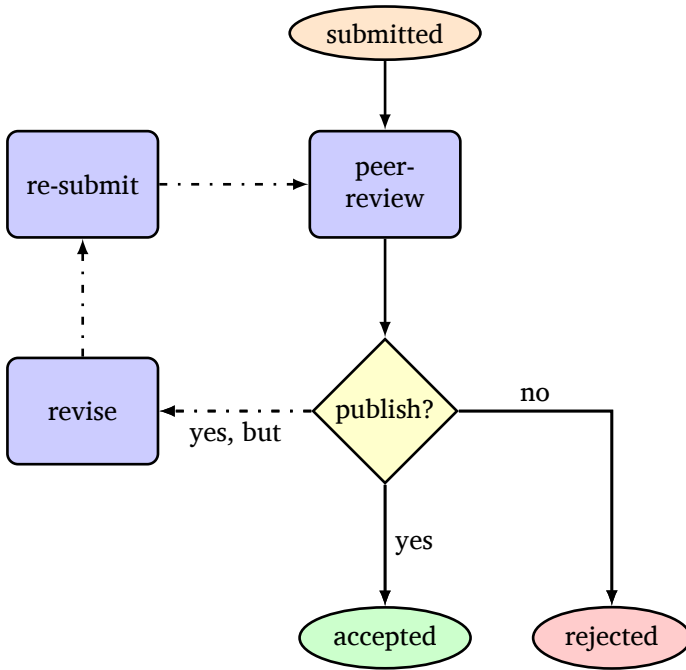 submitted
re-submit
peer-
review
revise
publish?
no
yes, but
yes
accepted
rejected